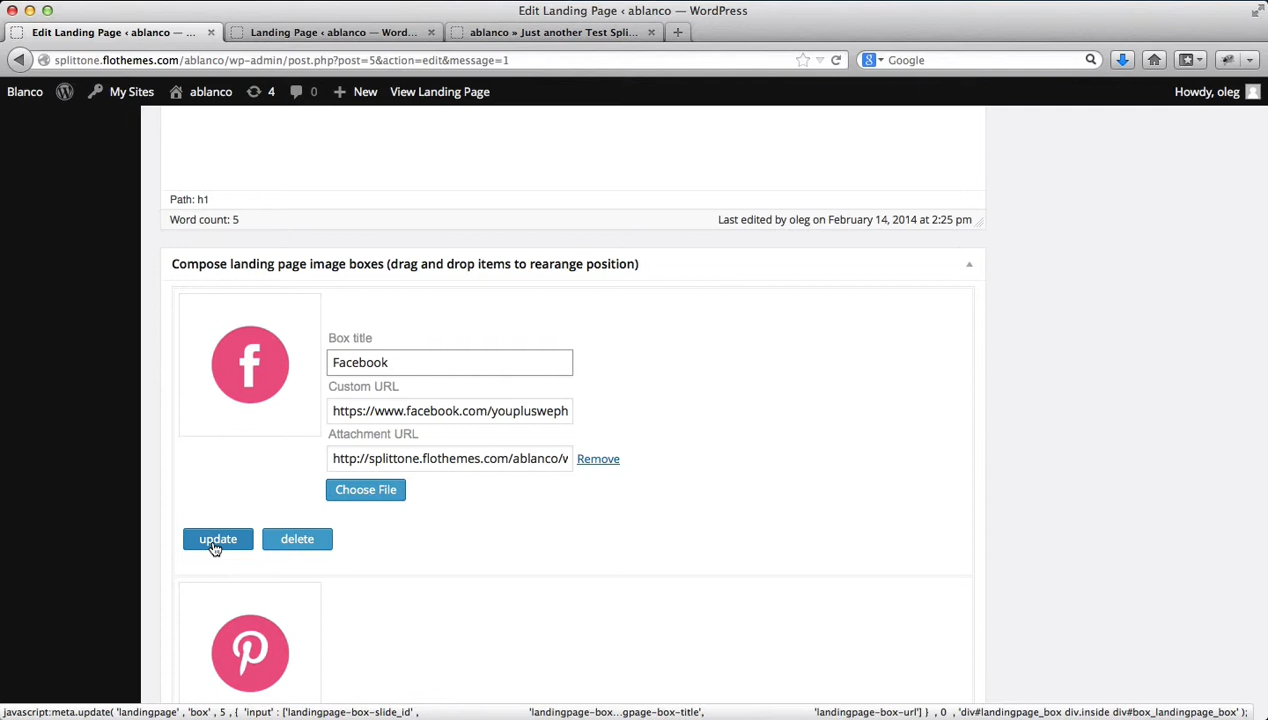 Edit Landing Page ‹ ablanco — WordPress
Edit Landing Page ‹ ablanco — ...
Landing Page ‹ ablanco — Word...
ablanco » Just another Test Spli...
splittone.flothemes.com/ablanco/wp-admin/post.php?post=5&action=edit&message=1
Google
Blanco My Sites ablanco 4 0 New View Landing Page Howdy, oleg
Path: h1
Word count: 5 Last edited by oleg on February 14, 2014 at 2:25 pm
Compose landing page image boxes (drag and drop items to rearange position)
Box title
Facebook
Custom URL
https://www.facebook.com/youplusweph
Attachment URL
http://splittone.flothemes.com/ablanco/w Remove
Choose File
update delete
javascript:meta.update( 'landingpage' , 'box' , 5 , { 'input' : ['landingpage-box-slide_id' , 'landingpage-box...gpage-box-title', 'landingpage-box-url'] } , 0 , 'div#landingpage_box div.inside div#box_landingpage_box' );